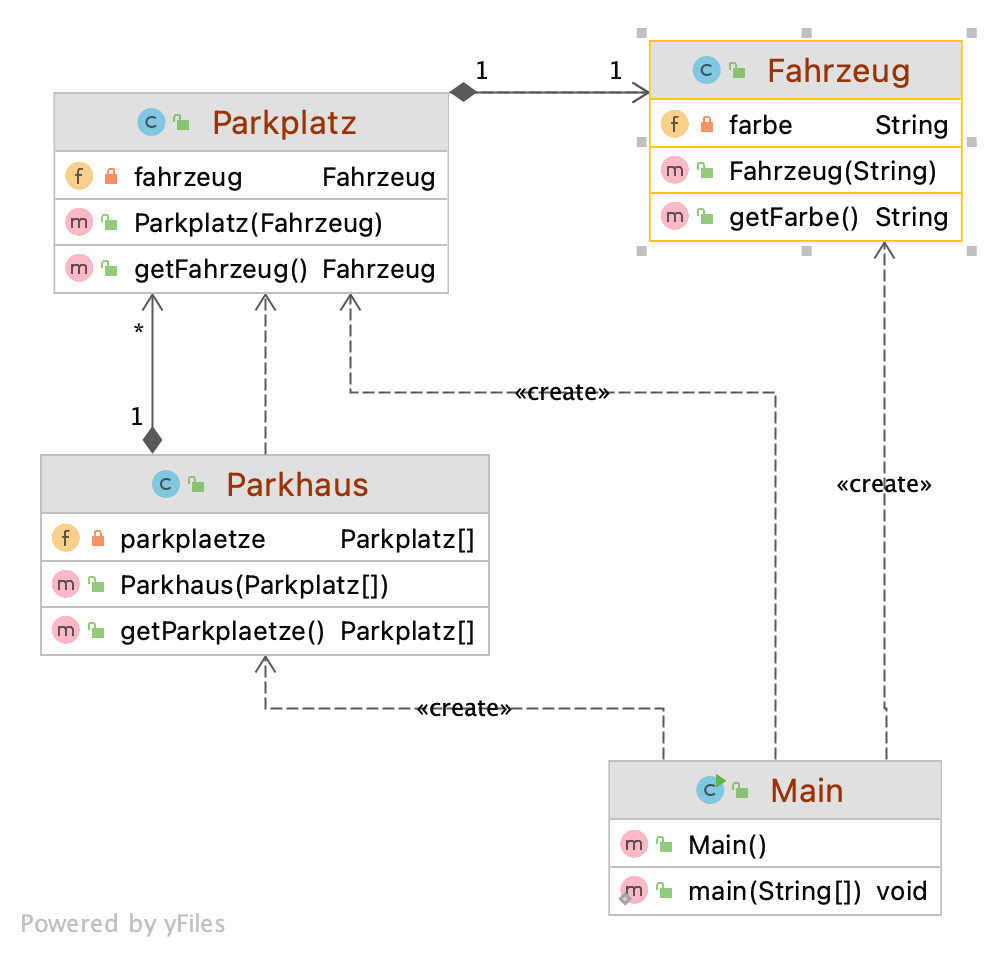 1 1
c Fahrzeug
f farbe String
m Fahrzeug(String)
m getFarbe() String
c Parkplatz
f fahrzeug Fahrzeug
m Parkplatz(Fahrzeug)
m getFahrzeug() Fahrzeug
*
1
«create»
«create»
c Parkhaus
f parkplaetze Parkplatz[]
m Parkhaus(Parkplatz[])
m getParkplaetze() Parkplatz[]
«create»
c Main
m Main()
m main(String[]) void
Powered by yFiles